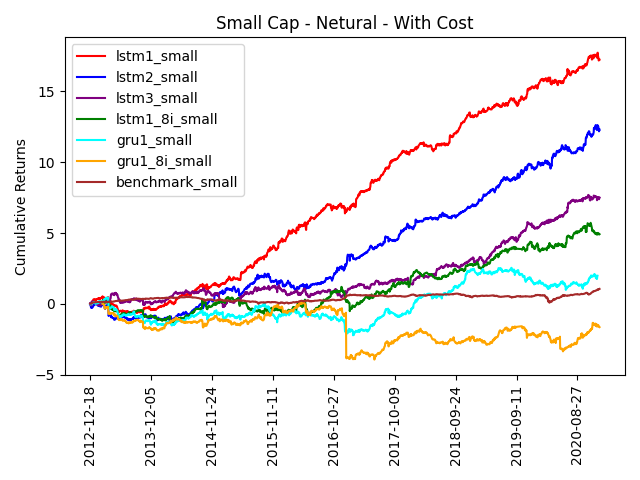 Small Cap - Netural - With Cost
lstm1_small
lstm2_small
lstm3_small
lstm1_8i_small
gru1_small
gru1_8i_small
benchmark_small
Cumulative Returns
15
10
5
0
−5
2012-12-18
2013-12-05
2014-11-24
2015-11-11
2016-10-27
2017-10-09
2018-09-24
2019-09-11
2020-08-27